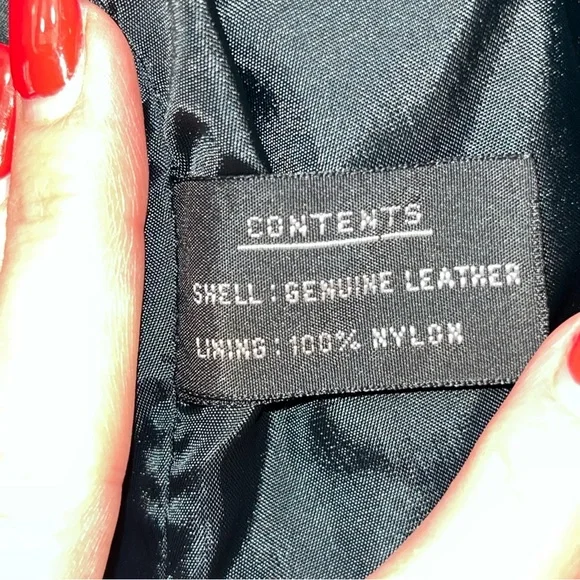 CONTENTS
SHELL : GENUINE LEATHER
LINING : 100% NYLON